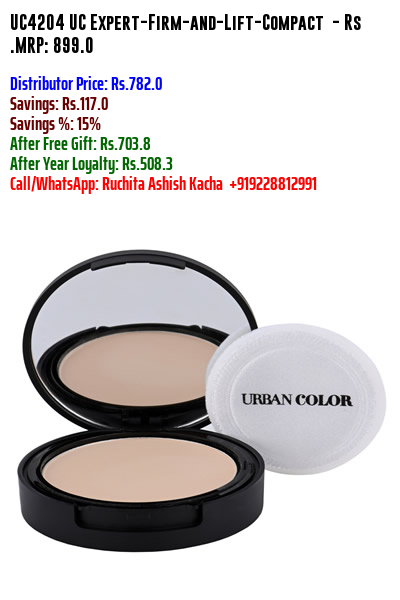 UC4204 UC Expert-Firm-and-Lift-Compact - Rs
.MRP: 899.0
Distributor Price: Rs.782.0
Savings: Rs.117.0
Savings %: 15%
After Free Gift: Rs.703.8
After Year Loyalty: Rs.508.3
Call/WhatsApp: Ruchita Ashish Kacha +919228812991
URBAN COLOR